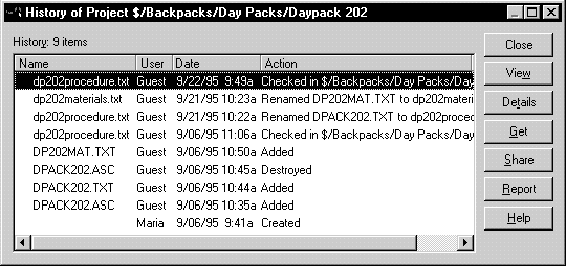 History of Project $/Backpacks/Day Packs/Daypack 202
History: 9 items
Close
Name User Date Action
dp202procedure.txt Guest 9/22/95 9:49a Checked in $/Backpacks/Day Packs/Day
View
dp202materials.txt Guest 9/21/95 10:23a Renamed DP202MAT.TXT to dp202materi
Details
dp202procedure.txt Guest 9/21/95 10:22a Renamed DPACK202.TXT to dp202proced
dp202procedure.txt Guest 9/06/95 11:06a Checked in $/Backpacks/Day Packs/Day
Get
DP202MAT.TXT Guest 9/06/95 10:50a Added
Share
DPACK202.ASC Guest 9/06/95 10:45a Destroyed
DPACK202.TXT Guest 9/06/95 10:44a Added
Report
DPACK202.ASC Guest 9/06/95 10:35a Added
Maria 9/06/95 9:41a Created
Help